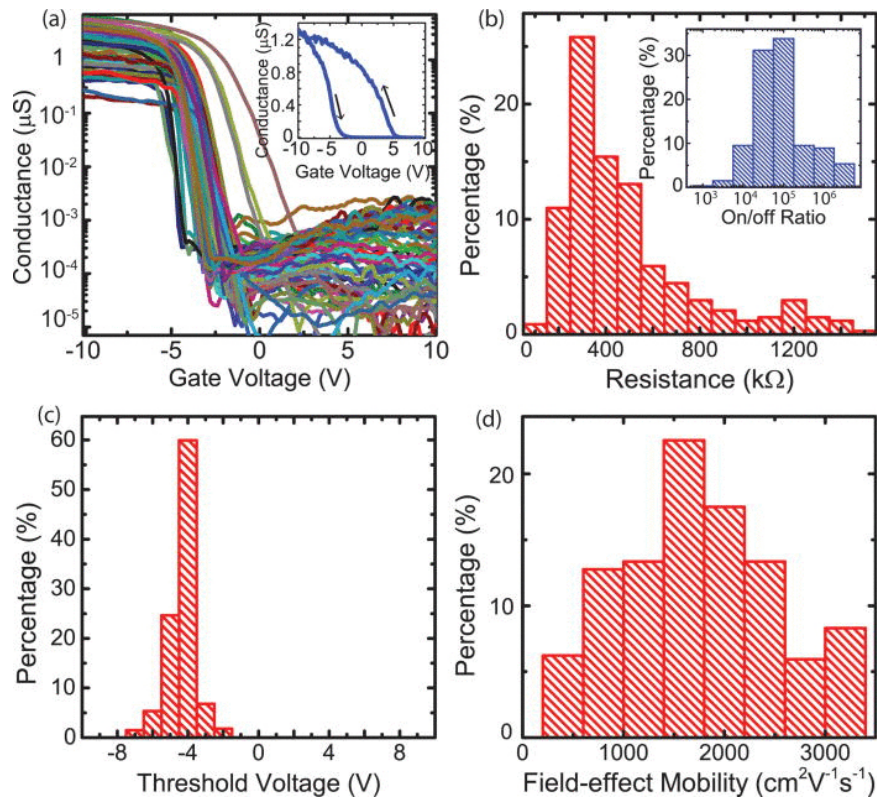 (a)
Conductance (µS)
1
10⁻¹
10⁻²
10⁻³
10⁻⁴
10⁻⁵
-10 -5 0 5 10
Gate Voltage (V)
Conductance (µS)
1.2
0.8
0.4
0
-10 -5 0 5 10
Gate Voltage (V)
(b)
Percentage (%)
20
10
0
400 800 1200
Resistance (kΩ)
Percentage (%)
30
20
10
0
10³ 10⁴ 10⁵ 10⁶
On/off Ratio
(c)
Percentage (%)
60
50
40
30
20
10
0
-8 -4 0 4 8
Threshold Voltage (V)
(d)
Percentage (%)
20
10
0
0 1000 2000 3000
Field-effect Mobility (cm²V⁻¹s⁻¹)